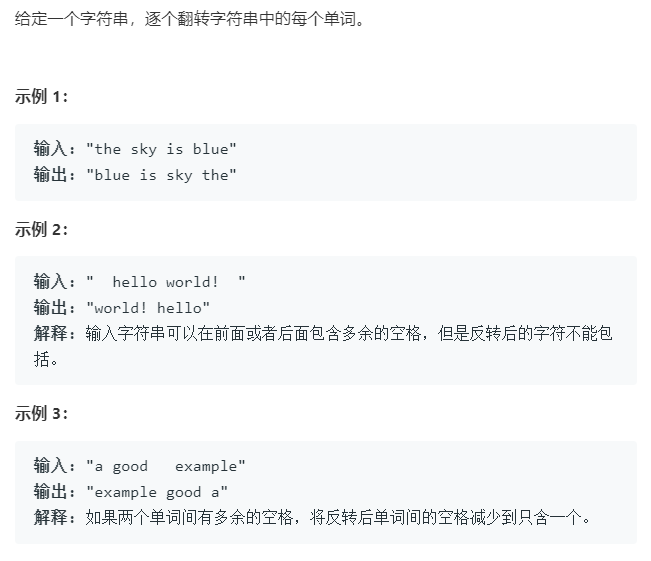 给定一个字符串，逐个翻转字符串中的每个单词。
示例 1：
输入："the sky is blue"
输出："blue is sky the"
示例 2：
输入："  hello world!  "
输出："world! hello"
解释：输入字符串可以在前面或者后面包含多余的空格，但是反转后的字符不能包
括。
示例 3：
输入："a good   example"
输出："example good a"
解释：如果两个单词间有多余的空格，将反转后单词间的空格减少到只含一个。